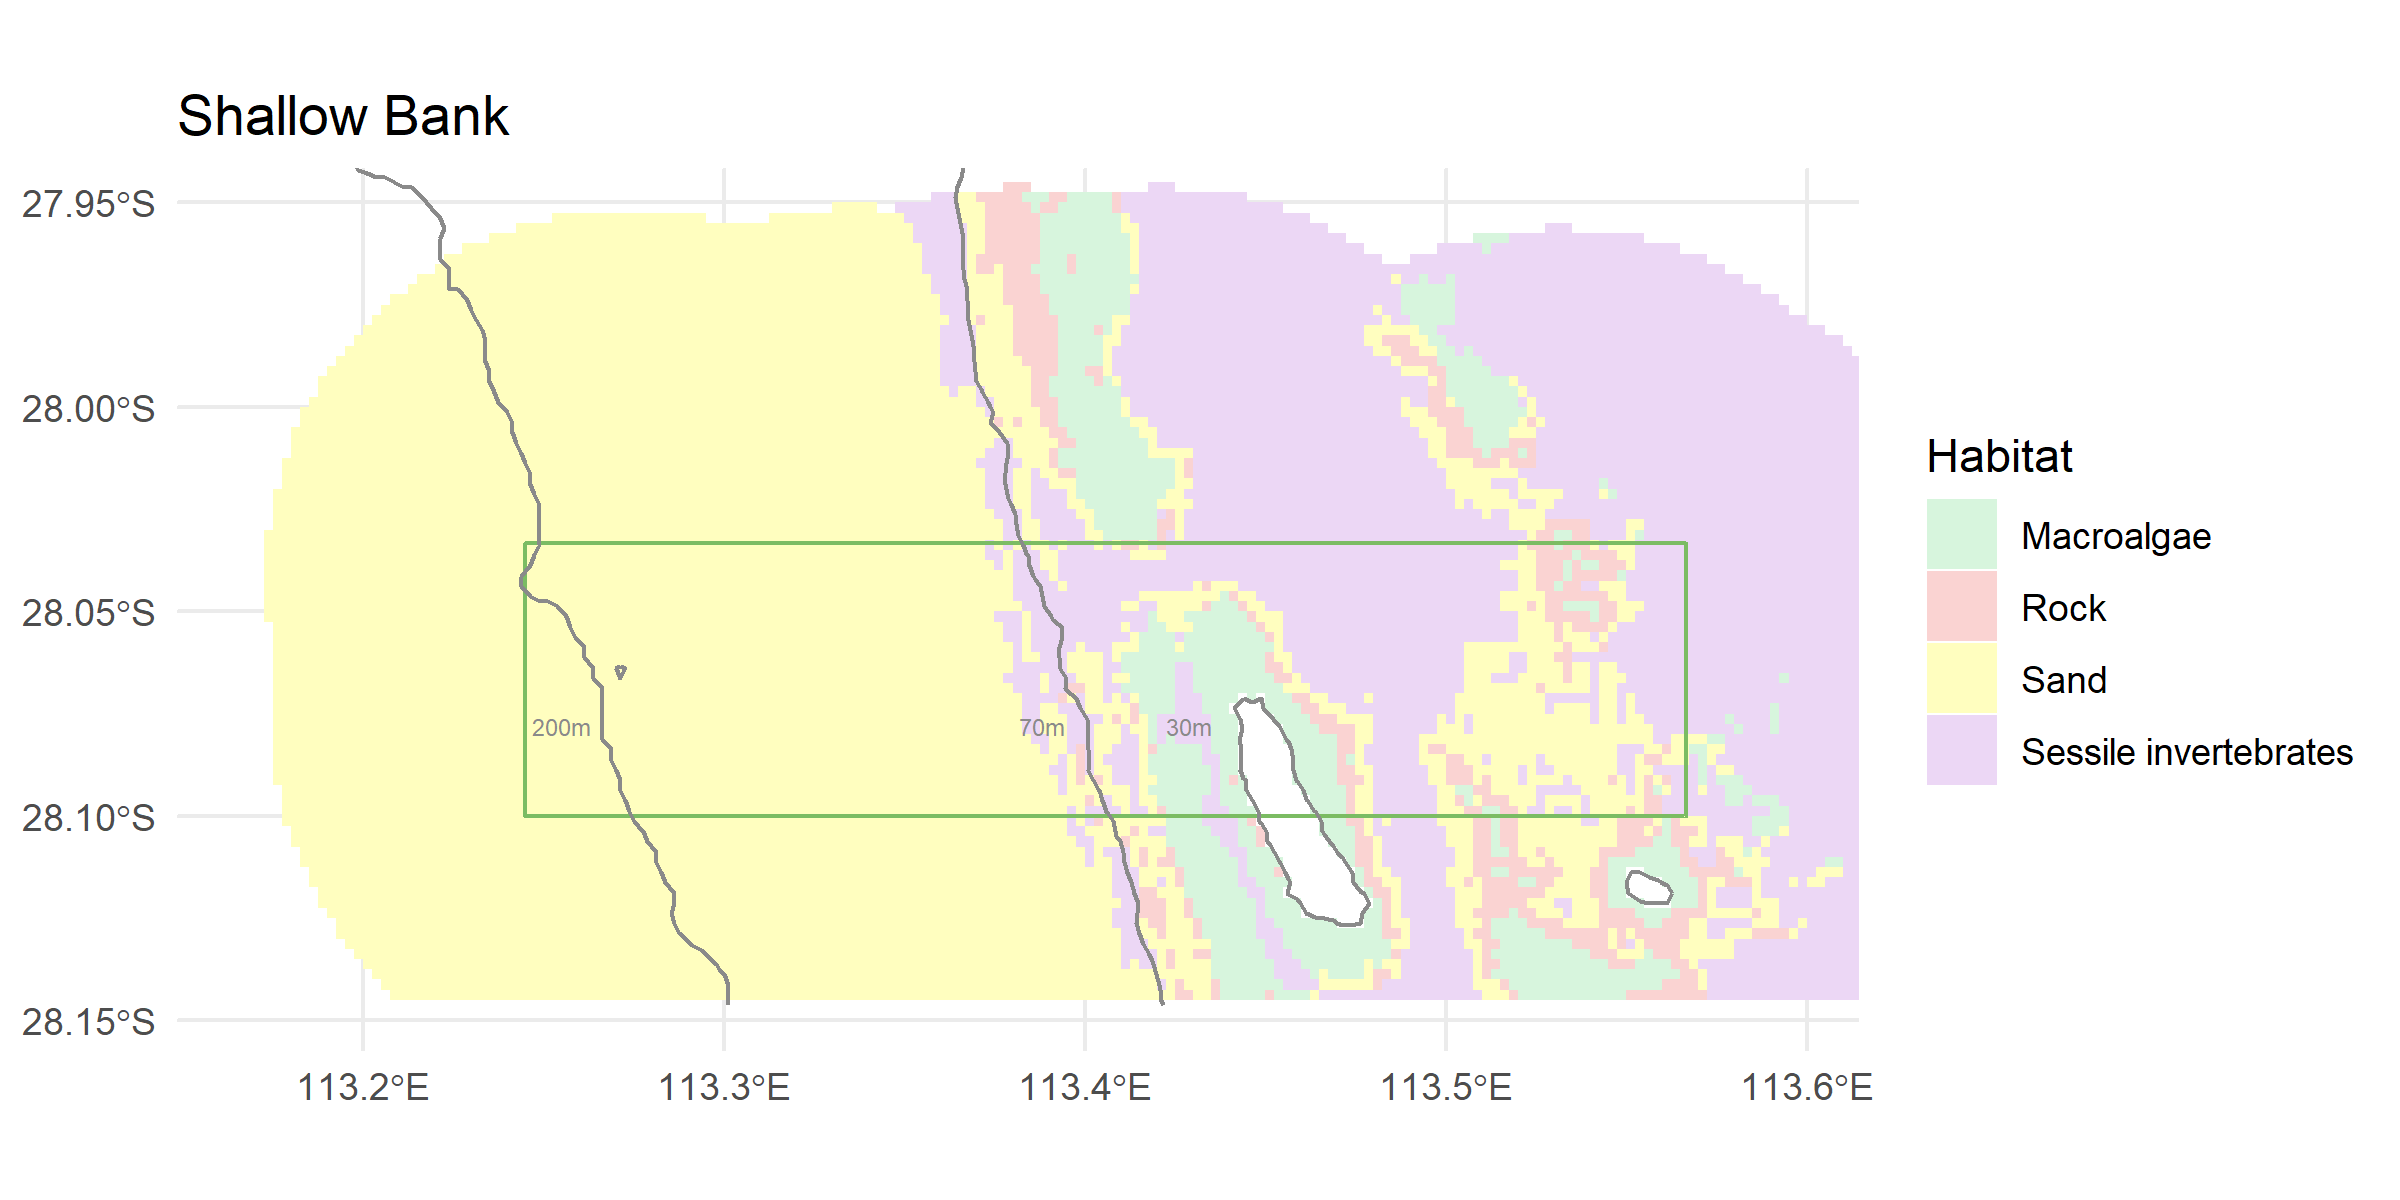 Shallow Bank
27.95°S
28.00°S
28.05°S
28.10°S
28.15°S
200m
70m
30m
113.2°E
113.3°E
113.4°E
113.5°E
113.6°E
Habitat
Macroalgae
Rock
Sand
Sessile invertebrates